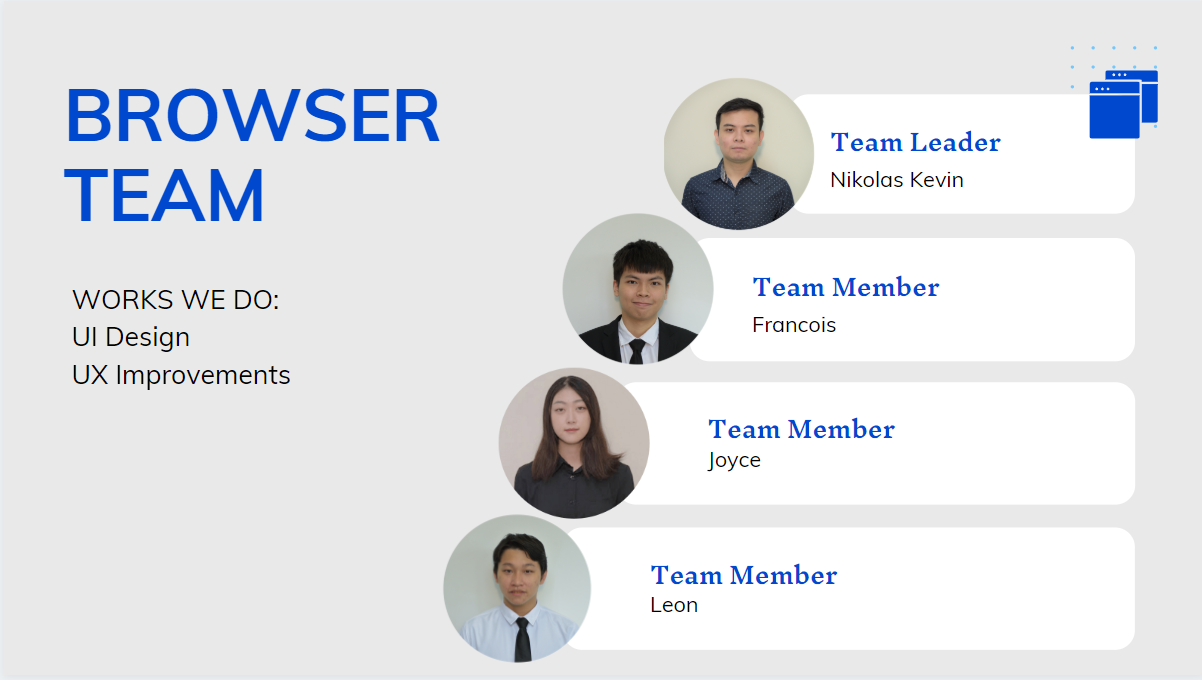 BROWSER
TEAM
WORKS WE DO:
UI Design
UX Improvements
Team Leader
Nikolas Kevin
Team Member
Francois
Team Member
Joyce
Team Member
Leon